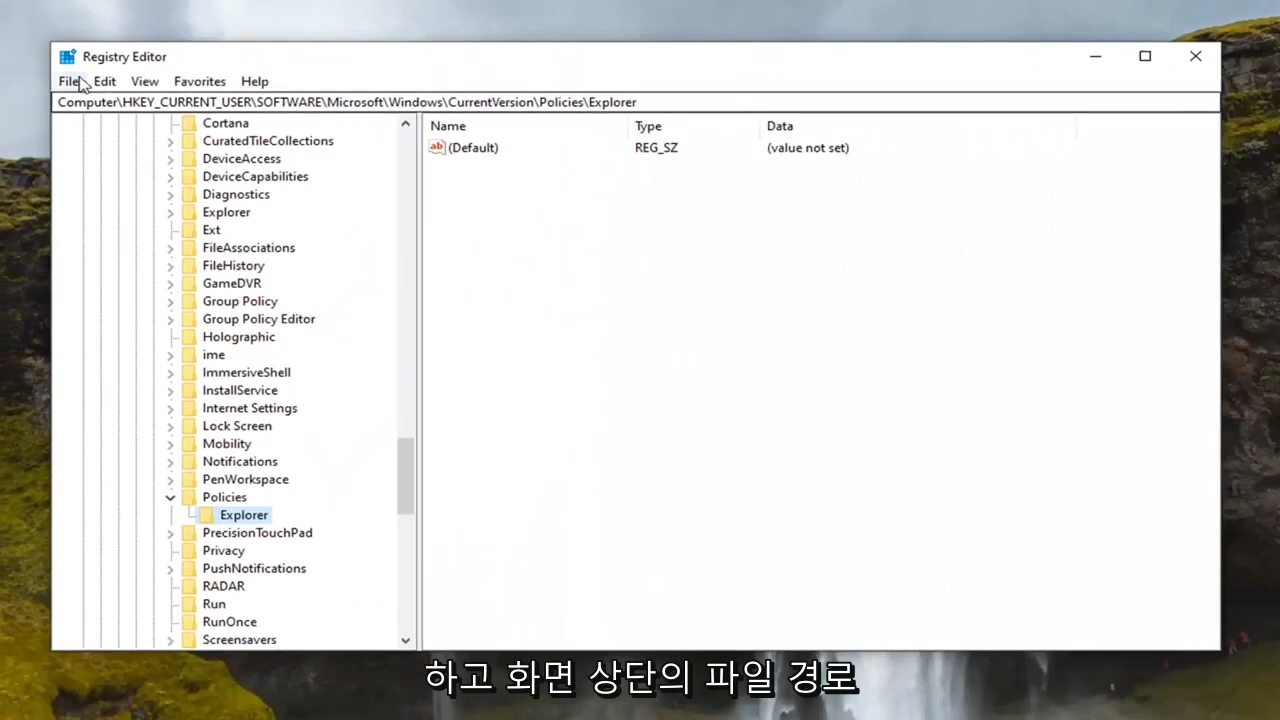 Registry Editor
File Edit View Favorites Help
Computer\HKEY_CURRENT_USER\SOFTWARE\Microsoft\Windows\CurrentVersion\Policies\Explorer
Cortana
CuratedTileCollections
DeviceAccess
DeviceCapabilities
Diagnostics
Explorer
Ext
FileAssociations
FileHistory
GameDVR
Group Policy
Group Policy Editor
Holographic
ime
ImmersiveShell
InstallService
Internet Settings
Lock Screen
Mobility
Notifications
PenWorkspace
Policies
Explorer
PrecisionTouchPad
Privacy
PushNotifications
RADAR
Run
RunOnce
Screensavers
Name Type Data
ab (Default) REG_SZ (value not set)
하고 화면 상단의 파일 경로